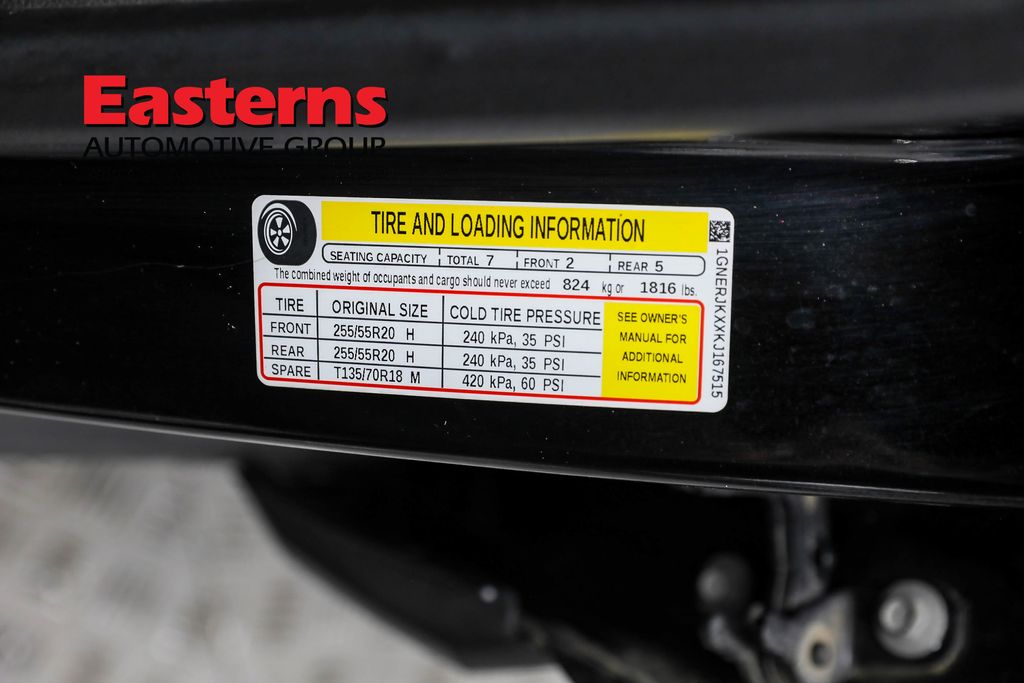 Easterns
AUTOMOTIVE GROUP
TIRE AND LOADING INFORMATION
SEATING CAPACITY TOTAL 7 FRONT 2 REAR 5
The combined weight of occupants and cargo should never exceed 824 kg or 1816 lbs.
TIRE ORIGINAL SIZE COLD TIRE PRESSURE
FRONT 255/55R20 H 240 kPa, 35 PSI
REAR 255/55R20 H 240 kPa, 35 PSI
SPARE T135/70R18 M 420 kPa, 60 PSI
SEE OWNER'S
MANUAL FOR
ADDITIONAL
INFORMATION
1GNERJKXXKJ167515